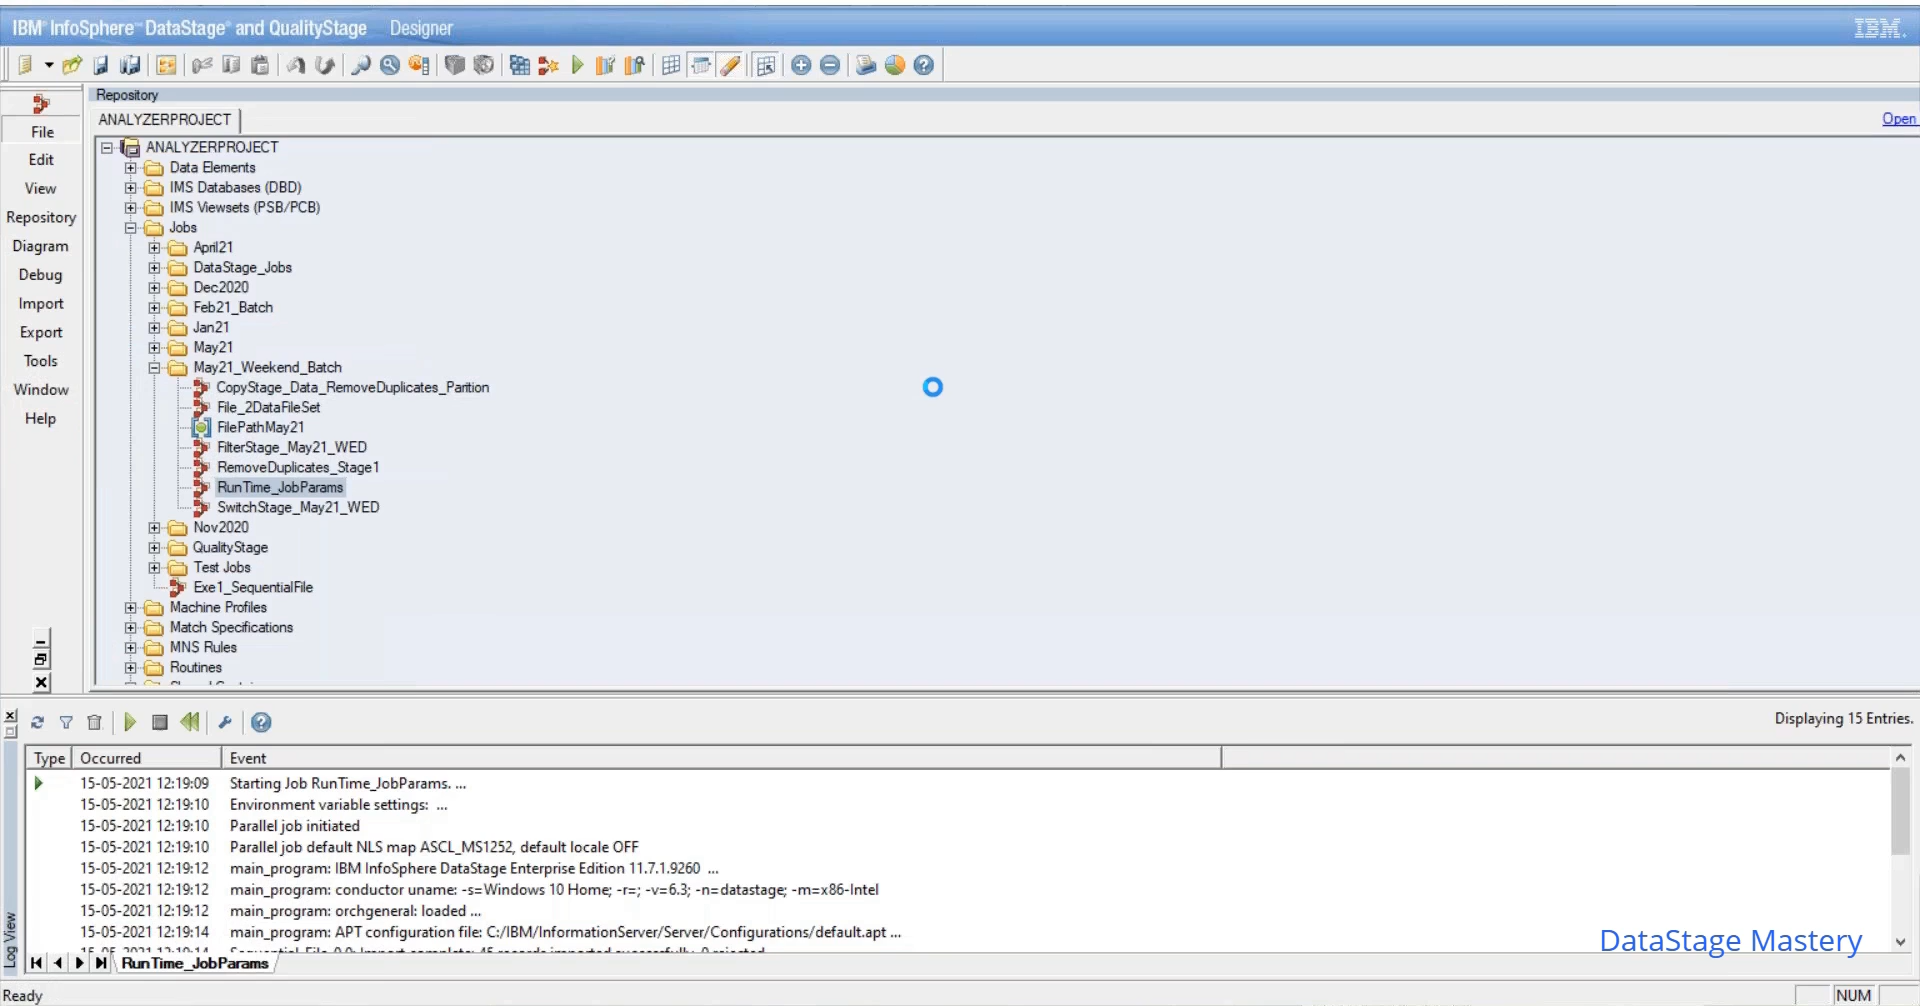 IBM® InfoSphere™ DataStage® and QualityStage Designer
IBM.
Repository
ANALYZERPROJECT
Open
File
Edit
View
Repository
Diagram
Debug
Import
Export
Tools
Window
Help
ANALYZERPROJECT
Data Elements
IMS Databases (DBD)
IMS Viewsets (PSB/PCB)
Jobs
April21
DataStage_Jobs
Dec2020
Feb21_Batch
Jan21
May21
May21_Weekend_Batch
CopyStage_Data_RemoveDuplicates_Parition
File_2DataFileSet
FilePathMay21
FilterStage_May21_WED
RemoveDuplicates_Stage1
RunTime_JobParams
SwitchStage_May21_WED
Nov2020
QualityStage
Test Jobs
Exe1_SequentialFile
Machine Profiles
Match Specifications
MNS Rules
Routines
Displaying 15 Entries.
Type Occurred Event
15-05-2021 12:19:09 Starting Job RunTime_JobParams. ...
15-05-2021 12:19:10 Environment variable settings: ...
15-05-2021 12:19:10 Parallel job initiated
15-05-2021 12:19:10 Parallel job default NLS map ASCL_MS1252, default locale OFF
15-05-2021 12:19:12 main_program: IBM InfoSphere DataStage Enterprise Edition 11.7.1.9260 ...
15-05-2021 12:19:12 main_program: conductor uname: -s=Windows 10 Home; -r=; -v=6.3; -n=datastage; -m=x86-Intel
15-05-2021 12:19:12 main_program: orchgeneral: loaded ...
15-05-2021 12:19:14 main_program: APT configuration file: C:/IBM/InformationServer/Server/Configurations/default.apt ...
Log View
RunTime_JobParams
DataStage Mastery
Ready
NUM